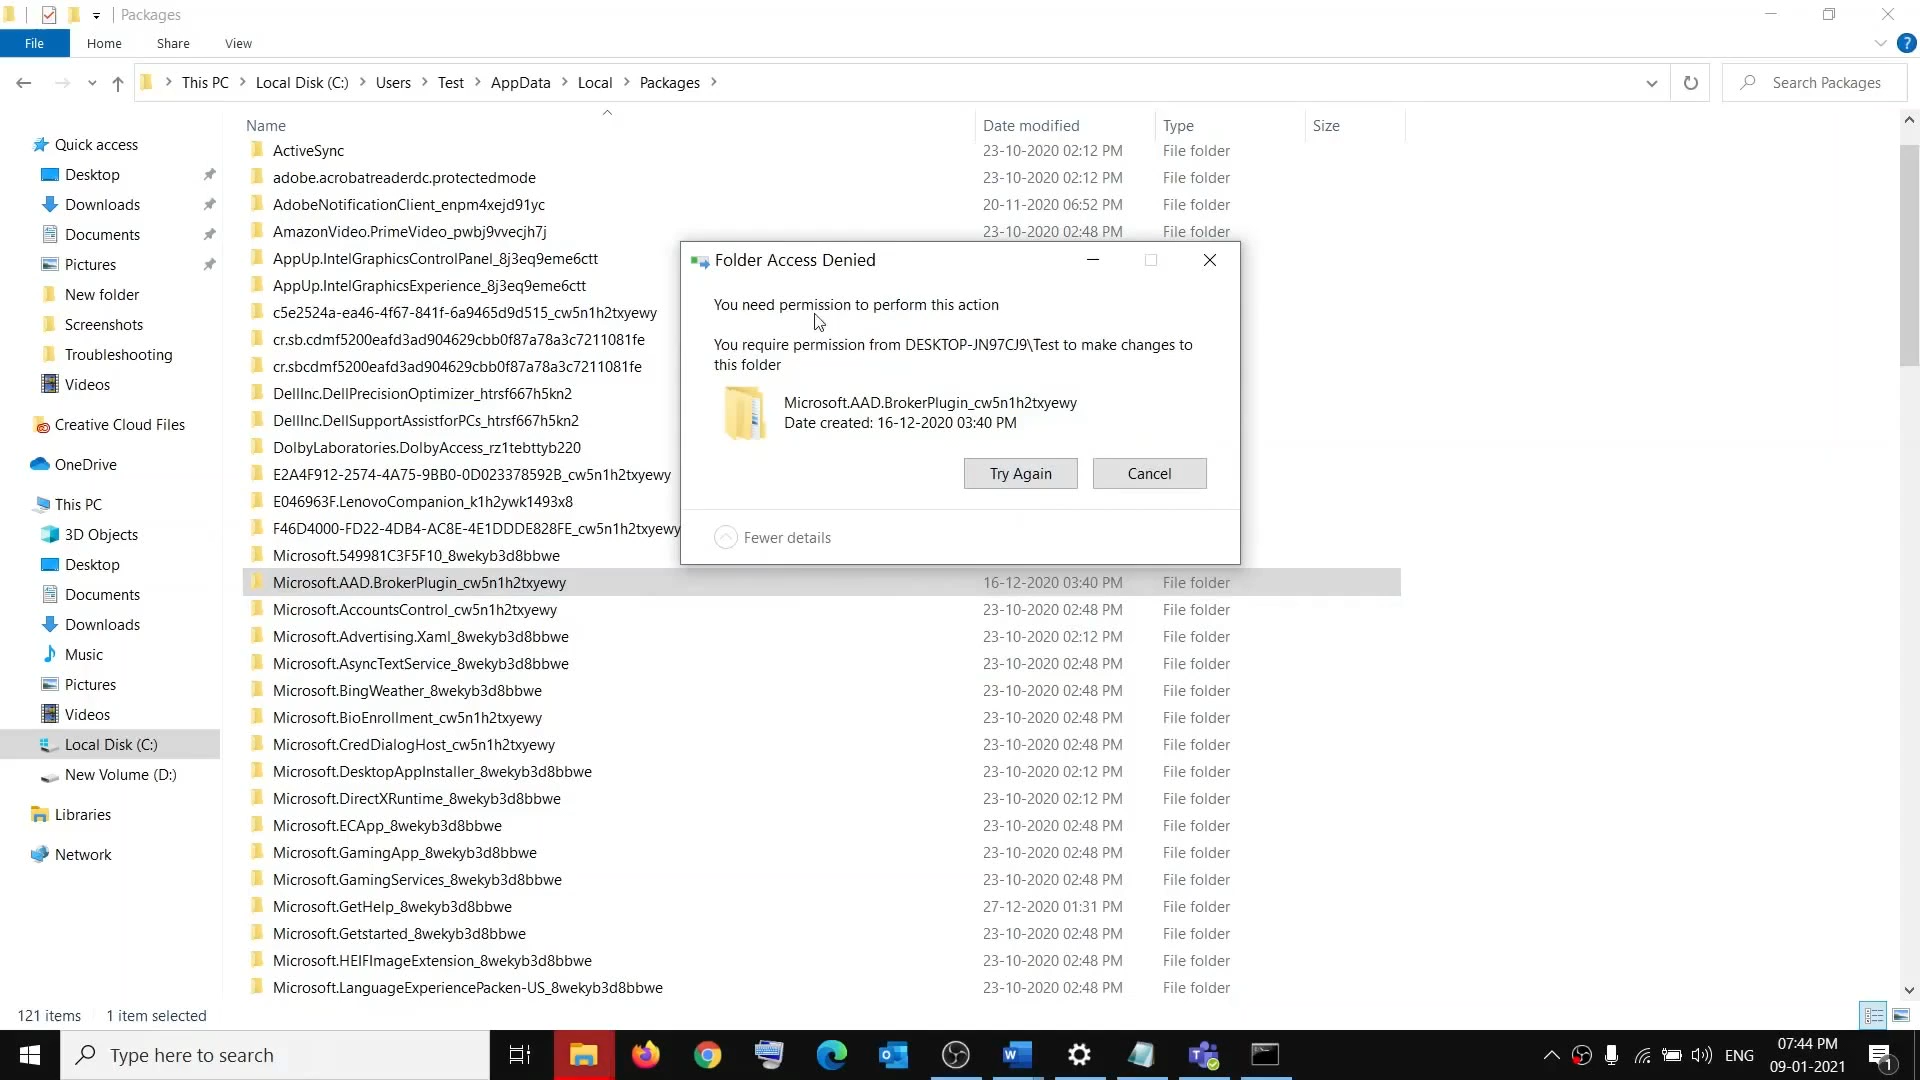 Packages
File
Home
Share
View
This PC
Local Disk (C:)
Users
Test
AppData
Local
Packages
Search Packages
Quick access
Desktop
Downloads
Documents
Pictures
New folder
Screenshots
Troubleshooting
Videos
Creative Cloud Files
OneDrive
This PC
3D Objects
Desktop
Documents
Downloads
Music
Pictures
Videos
Local Disk (C:)
New Volume (D:)
Libraries
Network
Name Date modified Type Size
ActiveSync 23-10-2020 02:12 PM File folder
adobe.acrobatreaderdc.protectedmode 23-10-2020 02:12 PM File folder
AdobeNotificationClient_enpm4xejd91yc 20-11-2020 06:52 PM File folder
AmazonVideo.PrimeVideo_pwbj9vvecjh7j 23-10-2020 02:48 PM File folder
AppUp.IntelGraphicsControlPanel_8j3eq9eme6ctt
AppUp.IntelGraphicsExperience_8j3eq9eme6ctt
c5e2524a-ea46-4f67-841f-6a9465d9d515_cw5n1h2txyewy
cr.sb.cdmf5200eafd3ad904629cbb0f87a78a3c7211081fe
cr.sbcdmf5200eafd3ad904629cbb0f87a78a3c7211081fe
DellInc.DellPrecisionOptimizer_htrsf667h5kn2
DellInc.DellSupportAssistforPCs_htrsf667h5kn2
DolbyLaboratories.DolbyAccess_rz1tebttyb220
E2A4F912-2574-4A75-9BB0-0D023378592B_cw5n1h2txyewy
E046963F.LenovoCompanion_k1h2ywk1493x8
F46D4000-FD22-4DB4-AC8E-4E1DDDE828FE_cw5n1h2txyewy
Microsoft.549981C3F5F10_8wekyb3d8bbwe
Microsoft.AAD.BrokerPlugin_cw5n1h2txyewy 16-12-2020 03:40 PM File folder
Microsoft.AccountsControl_cw5n1h2txyewy 23-10-2020 02:48 PM File folder
Microsoft.Advertising.Xaml_8wekyb3d8bbwe 23-10-2020 02:12 PM File folder
Microsoft.AsyncTextService_8wekyb3d8bbwe 23-10-2020 02:48 PM File folder
Microsoft.BingWeather_8wekyb3d8bbwe 23-10-2020 02:48 PM File folder
Microsoft.BioEnrollment_cw5n1h2txyewy 23-10-2020 02:48 PM File folder
Microsoft.CredDialogHost_cw5n1h2txyewy 23-10-2020 02:48 PM File folder
Microsoft.DesktopAppInstaller_8wekyb3d8bbwe 23-10-2020 02:12 PM File folder
Microsoft.DirectXRuntime_8wekyb3d8bbwe 23-10-2020 02:12 PM File folder
Microsoft.ECApp_8wekyb3d8bbwe 23-10-2020 02:48 PM File folder
Microsoft.GamingApp_8wekyb3d8bbwe 23-10-2020 02:48 PM File folder
Microsoft.GamingServices_8wekyb3d8bbwe 23-10-2020 02:48 PM File folder
Microsoft.GetHelp_8wekyb3d8bbwe 27-12-2020 01:31 PM File folder
Microsoft.Getstarted_8wekyb3d8bbwe 23-10-2020 02:48 PM File folder
Microsoft.HEIFImageExtension_8wekyb3d8bbwe 23-10-2020 02:48 PM File folder
Microsoft.LanguageExperiencePacken-US_8wekyb3d8bbwe 23-10-2020 02:48 PM File folder
Folder Access Denied
You need permission to perform this action
You require permission from DESKTOP-JN97CJ9\Test to make changes to
this folder
Microsoft.AAD.BrokerPlugin_cw5n1h2txyewy
Date created: 16-12-2020 03:40 PM
Try Again
Cancel
Fewer details
121 items
1 item selected
Type here to search
ENG
07:44 PM
09-01-2021
1